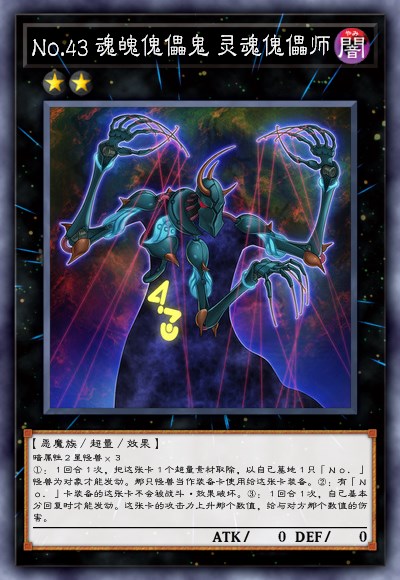 No.43 魂魄傀儡鬼 灵魂傀儡师
やみ
闇
43
【恶魔族/超量/效果】
暗属性2星怪兽×3
①：1回合1次，把这张卡1个超量素材取除，以自己墓地1只「No.」
怪兽为对象才能发动。那只怪兽当作装备卡使用给这张卡装备。②：有「N
o.」卡装备的这张卡不会被战斗·效果破坏。③：1回合1次，自己基本
分回复时才能发动。这张卡的攻击力上升那个数值，给与对方那个数值的伤
害。
ATK/ 0 DEF/ 0